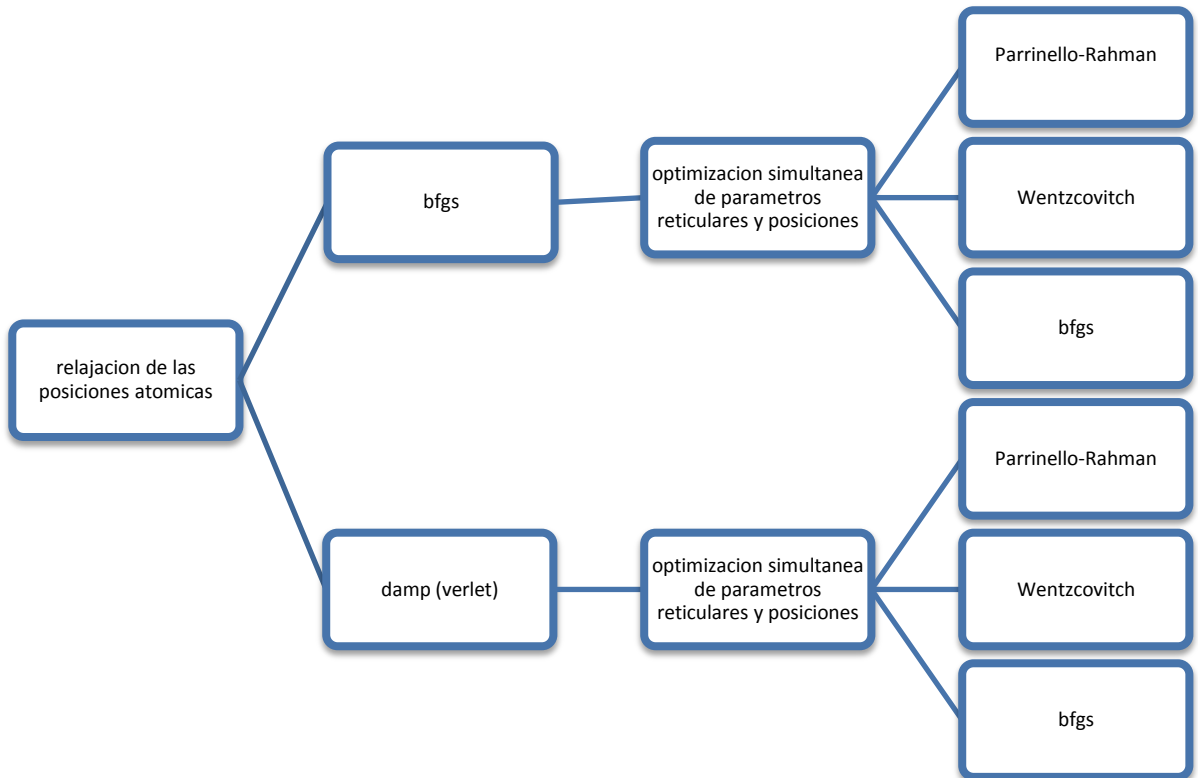 relajacion de las
posiciones atomicas
bfgs
optimizacion simultanea
de parametros
reticulares y posiciones
Parrinello-Rahman
Wentzcovitch
bfgs
damp (verlet)
optimizacion simultanea
de parametros
reticulares y posiciones
Parrinello-Rahman
Wentzcovitch
bfgs